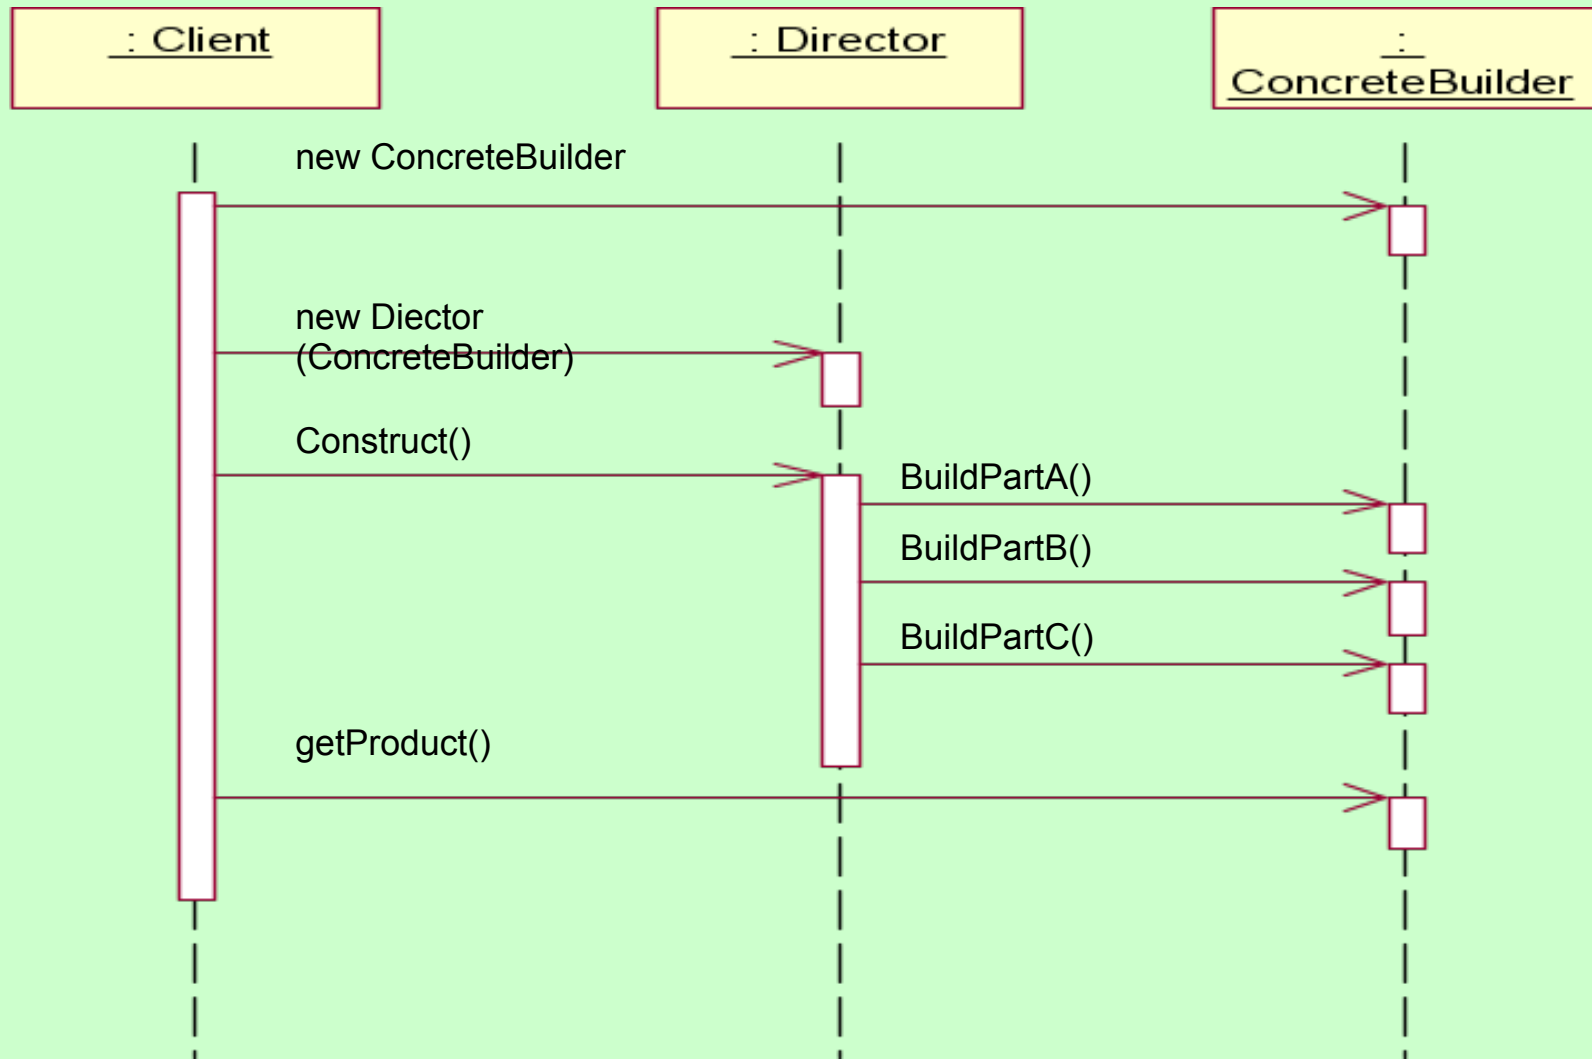 : Client
: Director
:
ConcreteBuilder
new ConcreteBuilder
new Diector
(ConcreteBuilder)
Construct()
BuildPartA()
BuildPartB()
BuildPartC()
getProduct()